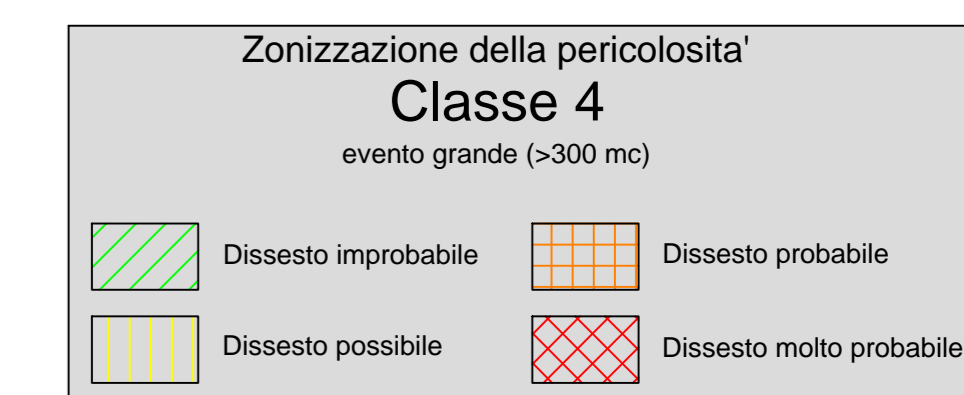 Zonizzazione della pericolosita'
Classe 4
evento grande (>300 mc)
Dissesto improbabile
Dissesto probabile
Dissesto possibile
Dissesto molto probabile